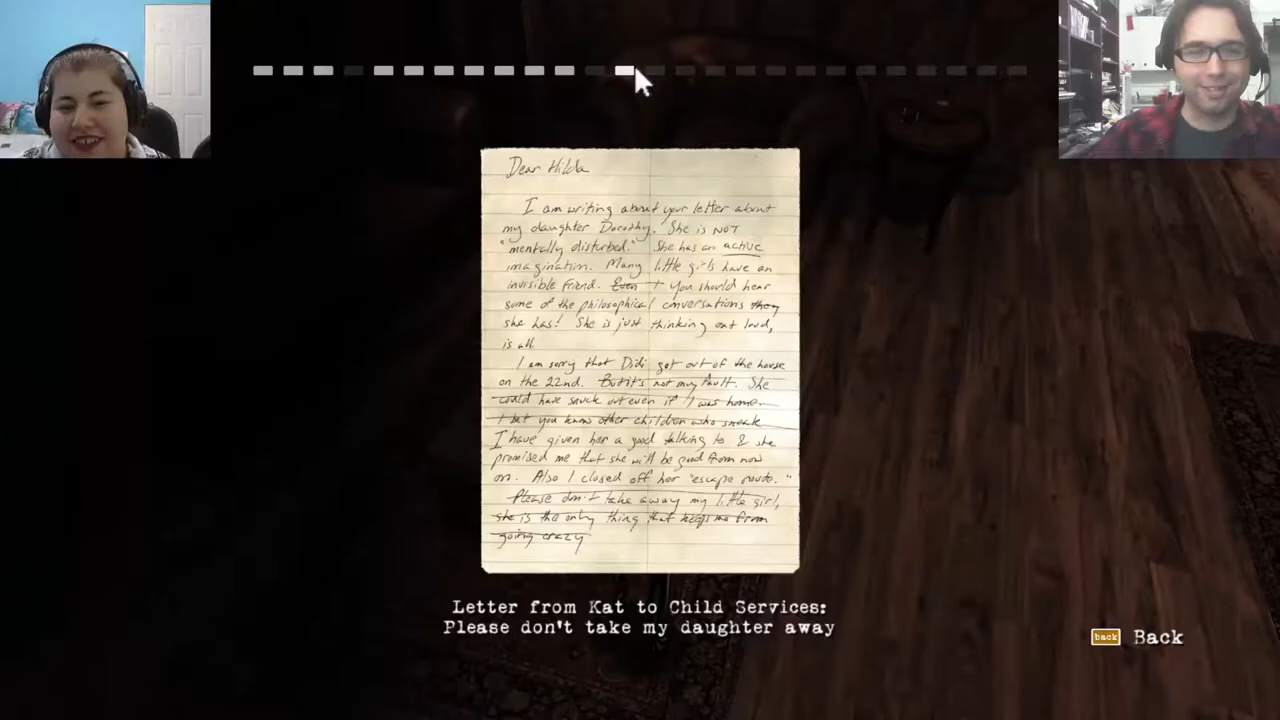 Dear Hilda
I am writing about your letter about
my daughter Dorothy. She is NOT
"mentally disturbed." She has an active
imagination. Many little girls have an
invisible friend. Even I You should hear
some of the philosophical conversations they
she has! She is just thinking out loud,
is all.
I am sorry that Didi got out of the house
on the 22nd. But it's not my fault. She
could have snuck out even if I was home.
I bet you know other children who sneak
I have given her a good talking to & she
promised me that she will be good from now
on. Also I closed off her "escape route."
Please don't take away my little girl,
she is the only thing that keeps me from
going crazy
Letter from Kat to Child Services:
Please don't take my daughter away
back Back